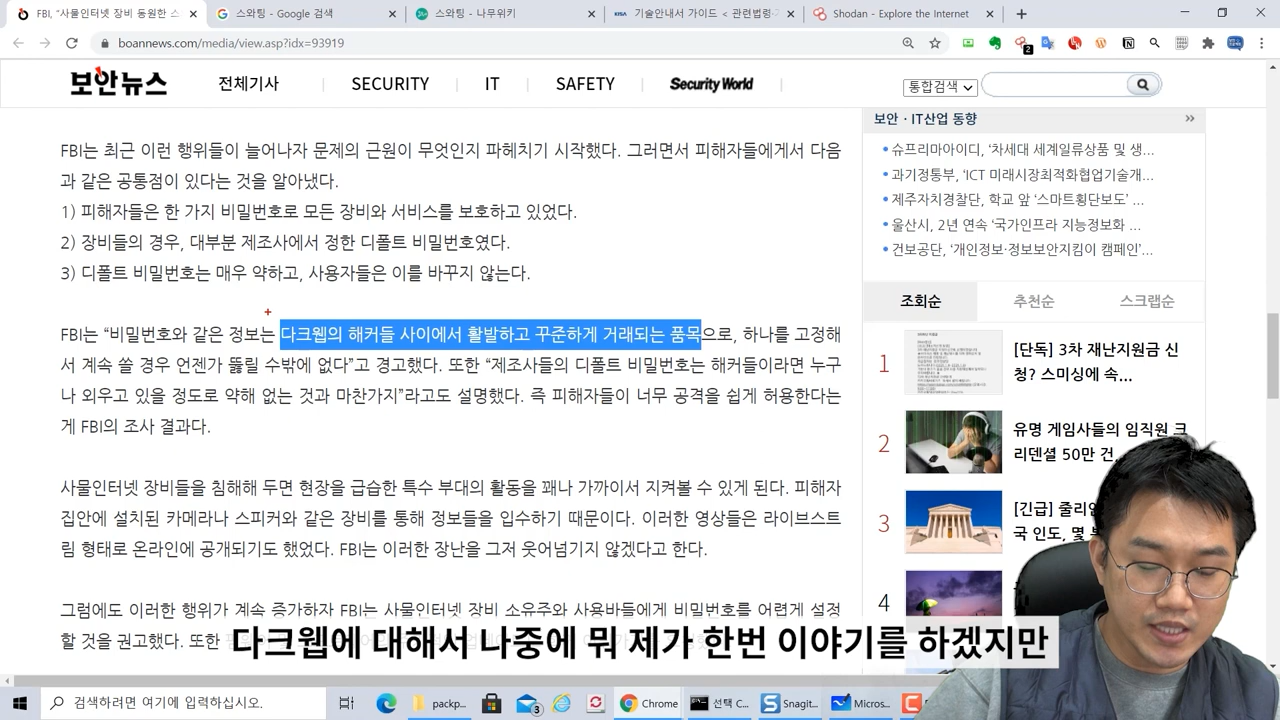 FBI, “사물인터넷 장비 동원한 스
스와팅 - Google 검색
스와팅 - 나무위키
KISA
기술안내서 가이드 < 관련법령·기
Shodan - Explore the Internet
boannews.com/media/view.asp?idx=93919
2
보안뉴스
전체기사
SECURITY
IT
SAFETY
Security World
통합검색
FBI는 최근 이런 행위들이 늘어나자 문제의 근원이 무엇인지 파헤치기 시작했다. 그러면서 피해자들에게서 다음
과 같은 공통점이 있다는 것을 알아냈다.
1) 피해자들은 한 가지 비밀번호로 모든 장비와 서비스를 보호하고 있었다.
2) 장비들의 경우, 대부분 제조사에서 정한 디폴트 비밀번호였다.
3) 디폴트 비밀번호는 매우 약하고, 사용자들은 이를 바꾸지 않는다.
FBI는 “비밀번호와 같은 정보는 다크웹의 해커들 사이에서 활발하고 꾸준하게 거래되는 품목으로, 하나를 고정해
서 계속 쓸 경우 언젠가 뚫릴 수밖에 없다”고 경고했다. 또한 “제조사들의 디폴트 비밀번호는 해커들이라면 누구
나 외우고 있을 정도로 약해 없는 것과 마찬가지”라고도 설명했다. 즉 피해자들이 너무 공격을 쉽게 허용한다는
게 FBI의 조사 결과다.
사물인터넷 장비들을 침해해 두면 현장을 급습한 특수 부대의 활동을 꽤나 가까이서 지켜볼 수 있게 된다. 피해자
집안에 설치된 카메라나 스피커와 같은 장비를 통해 정보들을 입수하기 때문이다. 이러한 영상들은 라이브스트
림 형태로 온라인에 공개되기도 했었다. FBI는 이러한 장난을 그저 웃어넘기지 않겠다고 한다.
그럼에도 이러한 행위가 계속 증가하자 FBI는 사물인터넷 장비 소유주와 사용바들에게 비밀번호를 어렵게 설정
할 것을 권고했다. 또한
보안 · IT산업 동향
슈프리마아이디, ‘차세대 세계일류상품 및 생...
과기정통부, ‘ICT 미래시장최적화협업기술개...
제주자치경찰단, 학교 앞 ‘스마트횡단보도’ ...
울산시, 2년 연속 ‘국가인프라 지능정보화 ...
건보공단, ‘개인정보·정보보안지킴이 캠페인’...
조회순
추천순
스크랩순
1
[단독] 3차 재난지원금 신
청? 스미싱에 속...
2
유명 게임사들의 임직원 크
리덴셜 50만 건,
3
[긴급] 줄리안
국 인도, 몇
4
다크웹에 대해서 나중에 뭐 제가 한번 이야기를 하겠지만
검색하려면 여기에 입력하십시오.
packp...
3
Chrome
선택 C...
Snagit...
Micros...